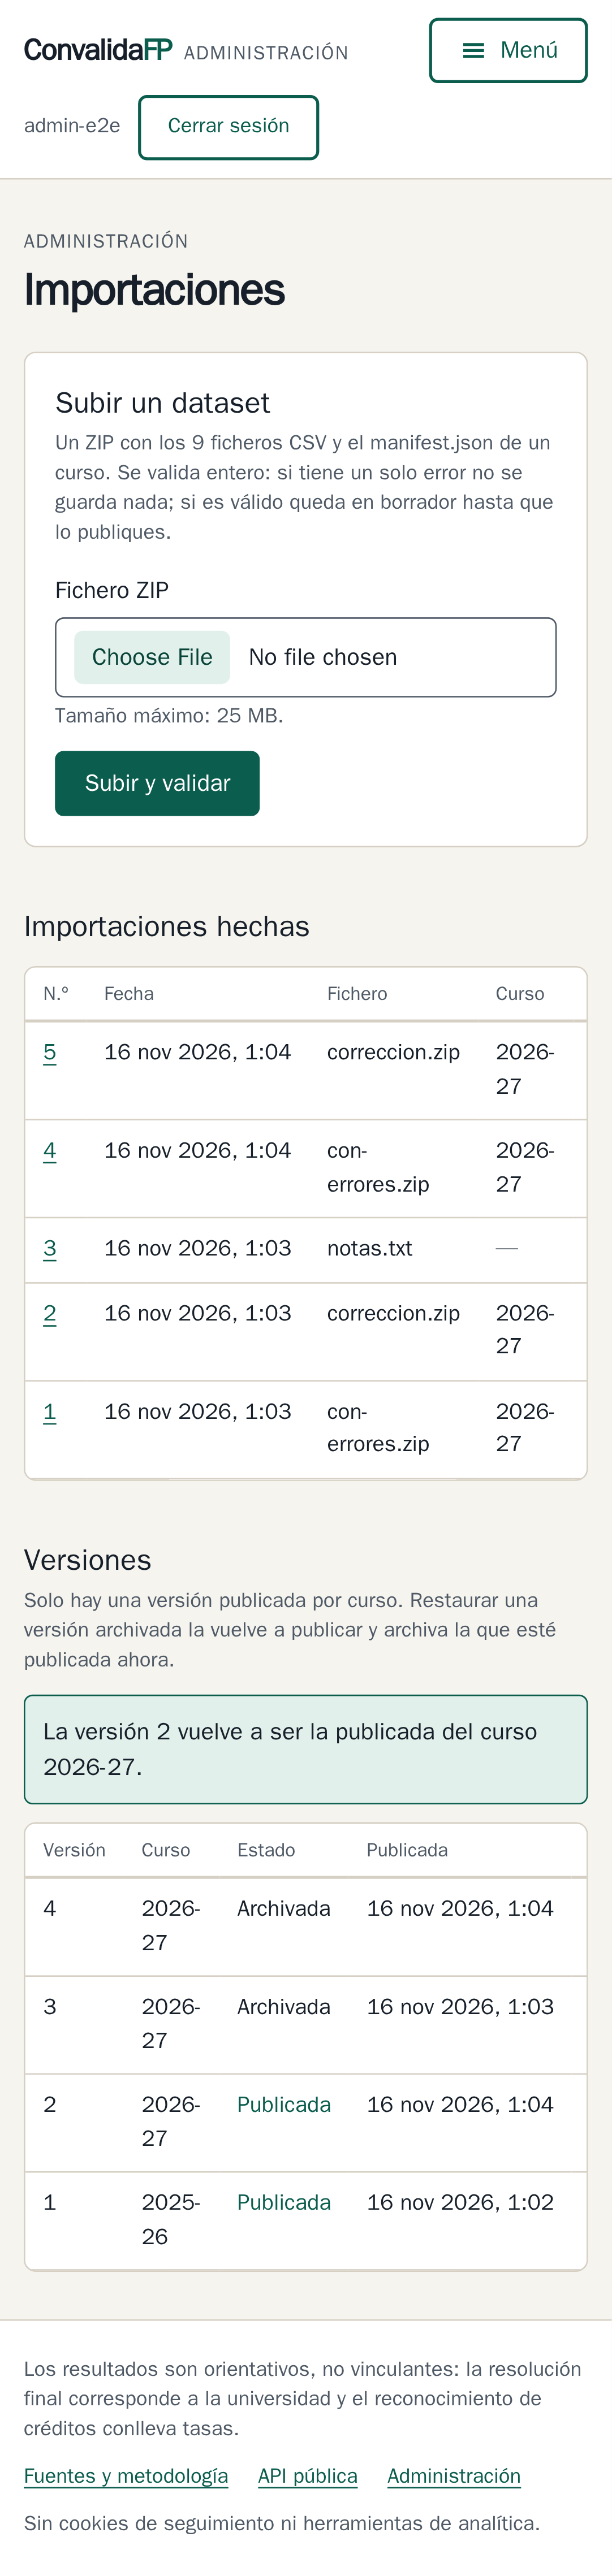 ConvalidaFP ADMINISTRACIÓN
Menú
admin-e2e
Cerrar sesión
ADMINISTRACIÓN
Importaciones
Subir un dataset
Un ZIP con los 9 ficheros CSV y el manifest.json de un
curso. Se valida entero: si tiene un solo error no se
guarda nada; si es válido queda en borrador hasta que
lo publiques.
Fichero ZIP
Choose File No file chosen
Tamaño máximo: 25 MB.
Subir y validar
Importaciones hechas
N.º Fecha Fichero Curso
5 16 nov 2026, 1:04 correccion.zip 2026-
27
4 16 nov 2026, 1:04 con- 2026-
errores.zip 27
3 16 nov 2026, 1:03 notas.txt —
2 16 nov 2026, 1:03 correccion.zip 2026-
27
1 16 nov 2026, 1:03 con- 2026-
errores.zip 27
Versiones
Solo hay una versión publicada por curso. Restaurar una
versión archivada la vuelve a publicar y archiva la que esté
publicada ahora.
La versión 2 vuelve a ser la publicada del curso
2026-27.
Versión Curso Estado Publicada
4 2026- Archivada 16 nov 2026, 1:04
27
3 2026- Archivada 16 nov 2026, 1:03
27
2 2026- Publicada 16 nov 2026, 1:04
27
1 2025- Publicada 16 nov 2026, 1:02
26
Los resultados son orientativos, no vinculantes: la resolución
final corresponde a la universidad y el reconocimiento de
créditos conlleva tasas.
Fuentes y metodología API pública Administración
Sin cookies de seguimiento ni herramientas de analítica.